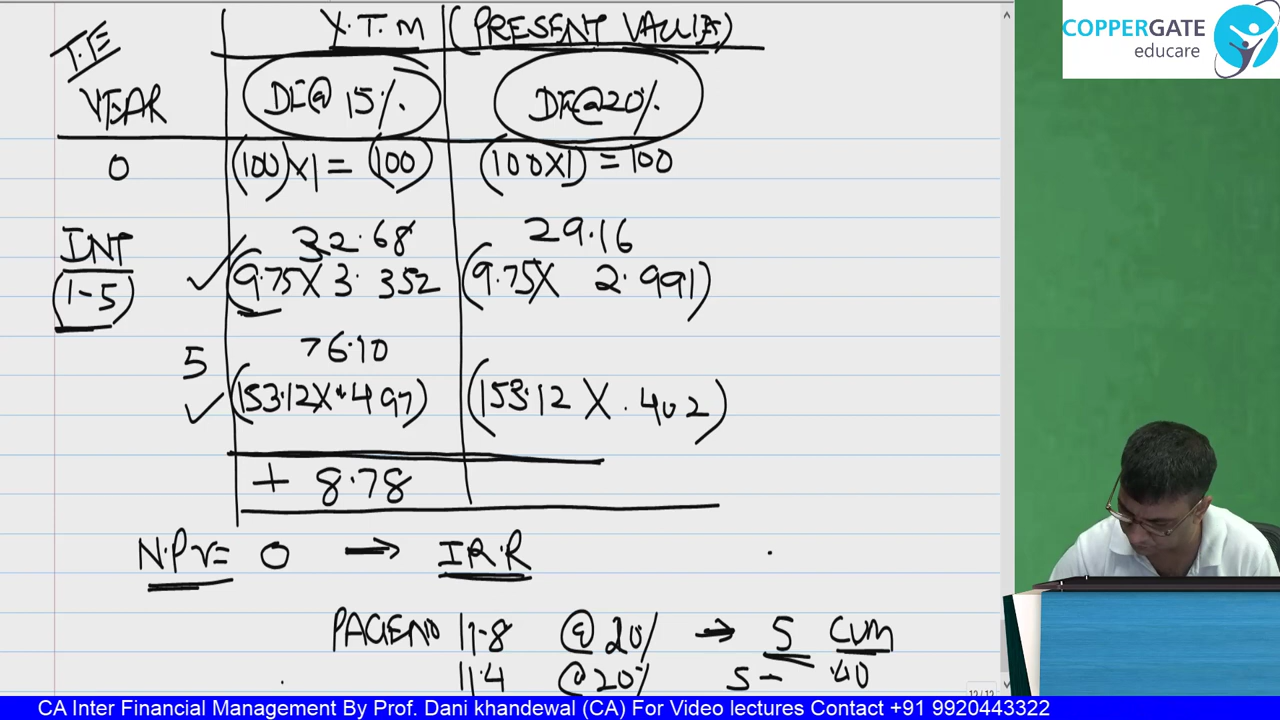 COPPERGATE
educare
T.E
Y.T.M (PRESENT VALUE)
YEAR DF@ 15% DF@20%
0 (100)X1 = (100) (100X1) = 100
INT 32.68 29.16
(1-5) (9.75X 3.352 (9.75X 2.991)
5 76.10
(153.12X.497) (153.12 X .402)
+ 8.78
N.P.V= 0 → I.R.R
PAGENO 11.8 @ 20% → 5 CUM
11.4 @20% 5 - .40
12/12
CA Inter Financial Management By Prof. Dani khandewal (CA) For Video lectures Contact +91 9920443322